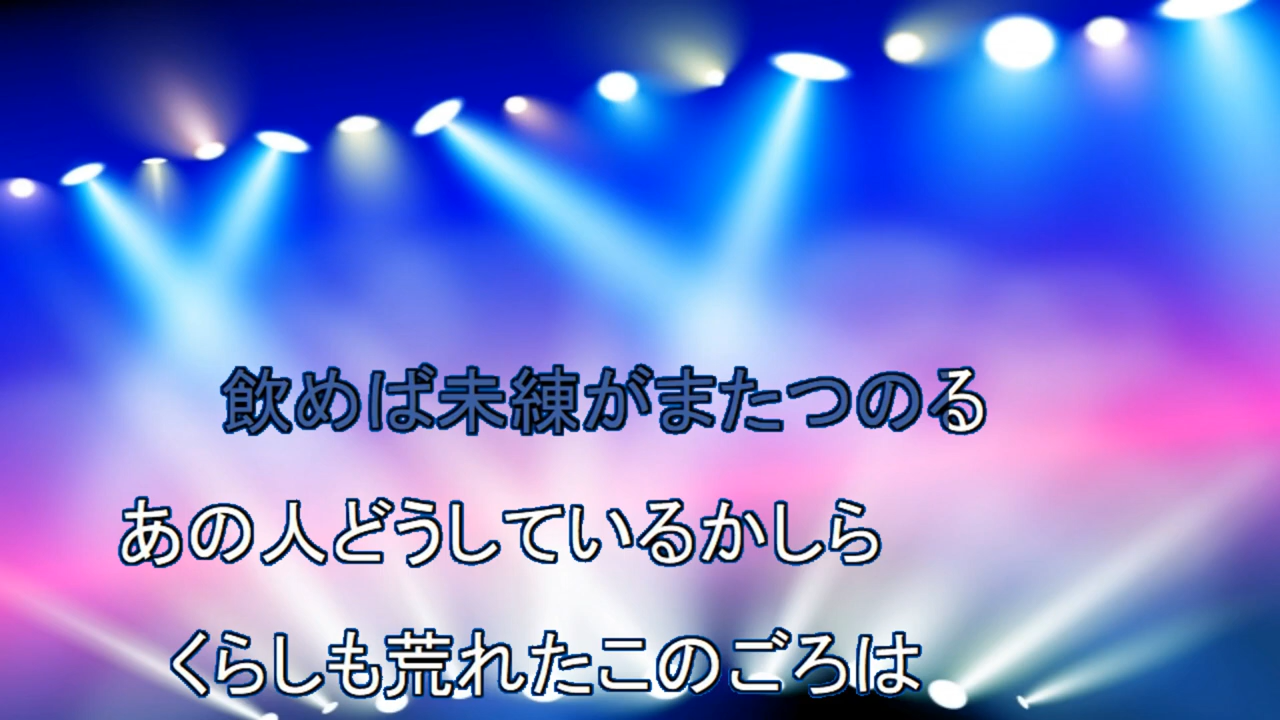 飲めば未練がまたつのる
あの人どうしているかしら
くらしも荒れたこのごろは